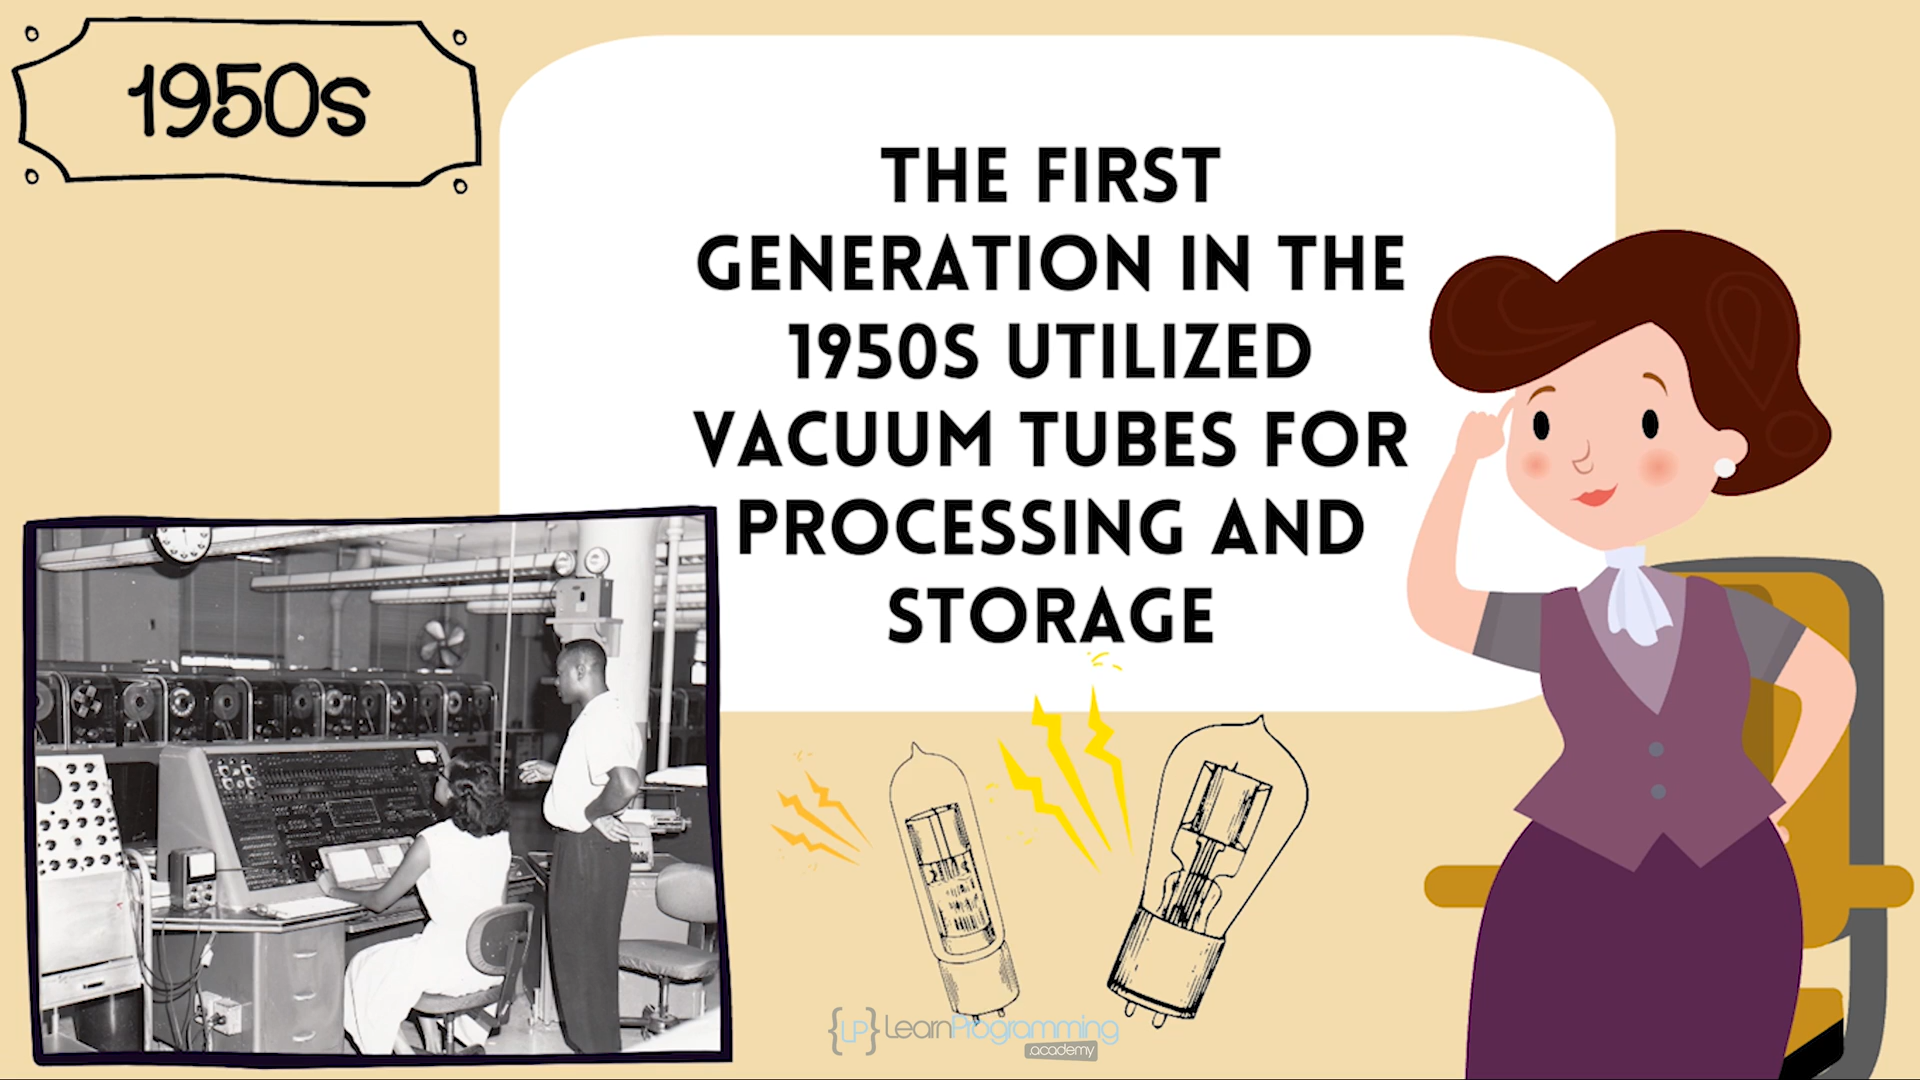 1950s
THE FIRST
GENERATION IN THE
1950S UTILIZED
VACUUM TUBES FOR
PROCESSING AND
STORAGE
{LP} LearnProgramming
.academy